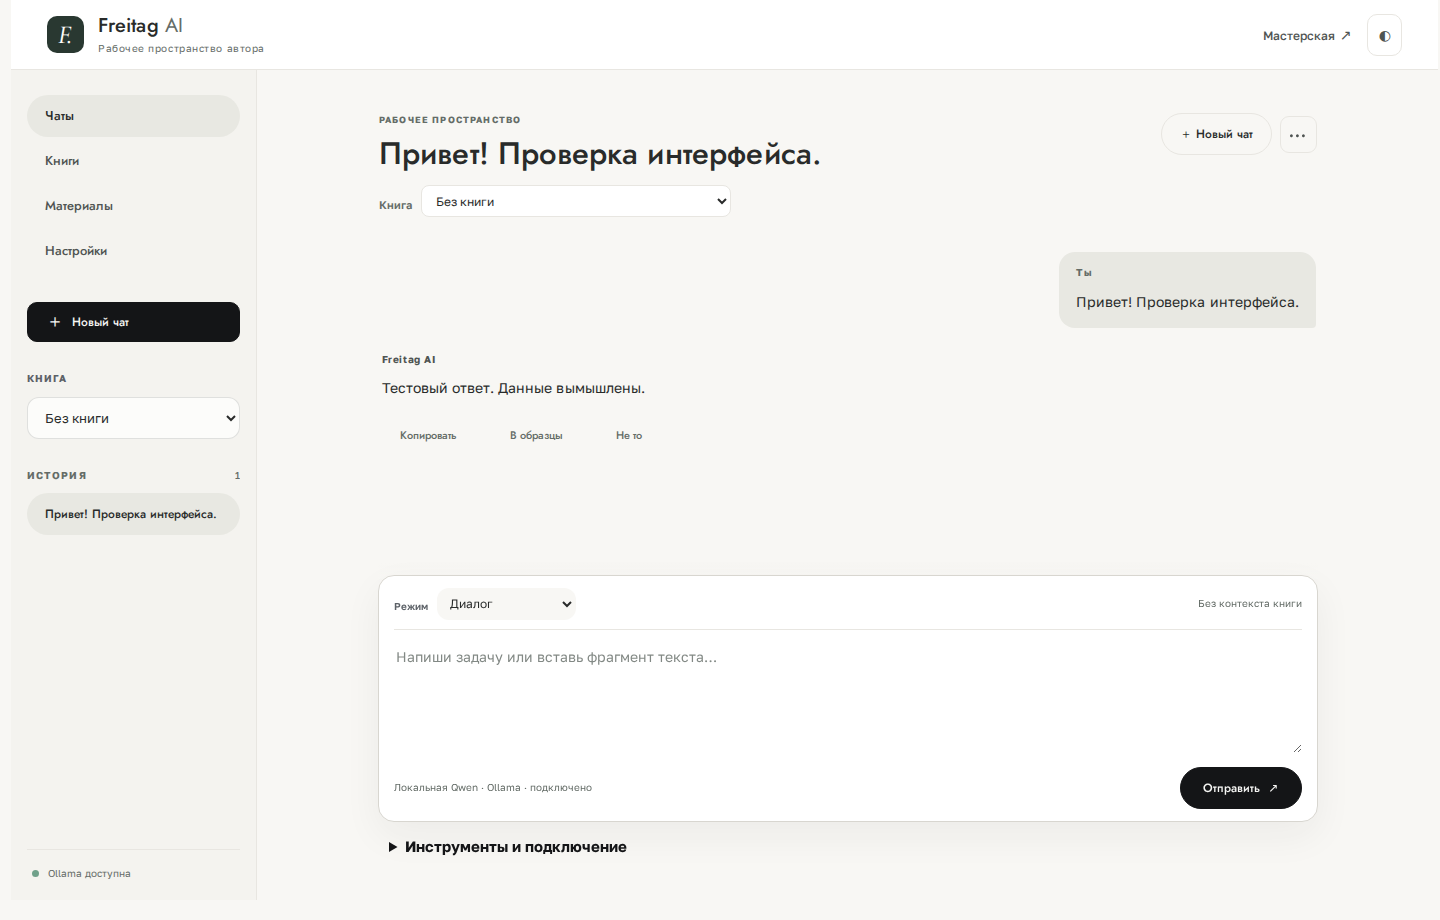 F.
Freitag AI
Рабочее пространство автора
Мастерская ↗
Чаты
Книги
Материалы
Настройки
+ Новый чат
КНИГА
Без книги
ИСТОРИЯ 1
Привет! Проверка интерфейса.
Ollama доступна
РАБОЧЕЕ ПРОСТРАНСТВО
Привет! Проверка интерфейса.
+ Новый чат ...
Книга Без книги
Ты
Привет! Проверка интерфейса.
Freitag AI
Тестовый ответ. Данные вымышлены.
Копировать В образцы Не то
Режим Диалог Без контекста книги
Напиши задачу или вставь фрагмент текста...
Локальная Qwen · Ollama · подключено Отправить ↗
Инструменты и подключение